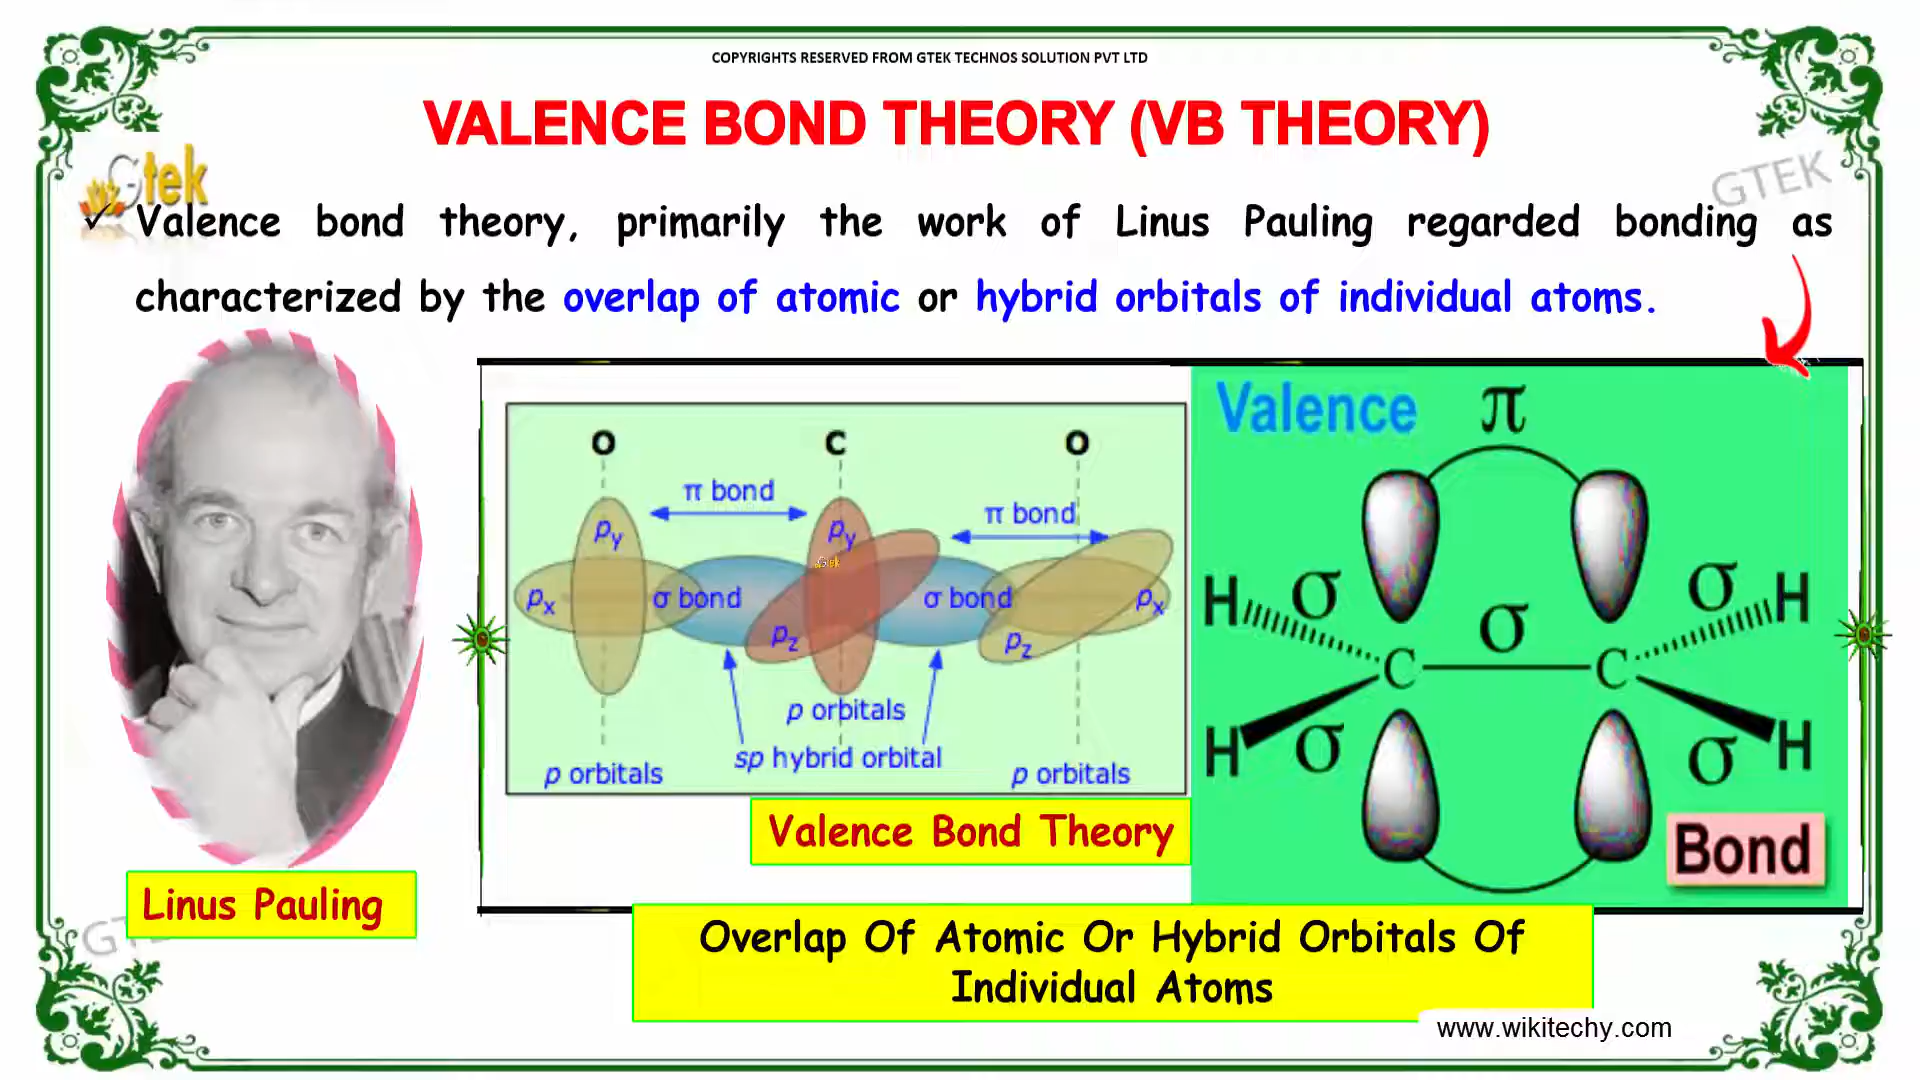 COPYRIGHTS RESERVED FROM GTEK TECHNOS SOLUTION PVT LTD
VALENCE BOND THEORY (VB THEORY)
Gtek
GTEK
✓ Valence bond theory, primarily the work of Linus Pauling regarded bonding as
characterized by the overlap of atomic or hybrid orbitals of individual atoms.
O C O
π bond
π bond
py py
Gtek
px σ bond σ bond px
pz pz
p orbitals
sp hybrid orbital
p orbitals p orbitals
Valence Bond Theory
Valence π
H σ σ σ H
C C
H σ σ H
Bond
Linus Pauling
GT
Overlap Of Atomic Or Hybrid Orbitals Of
Individual Atoms
www.wikitechy.com